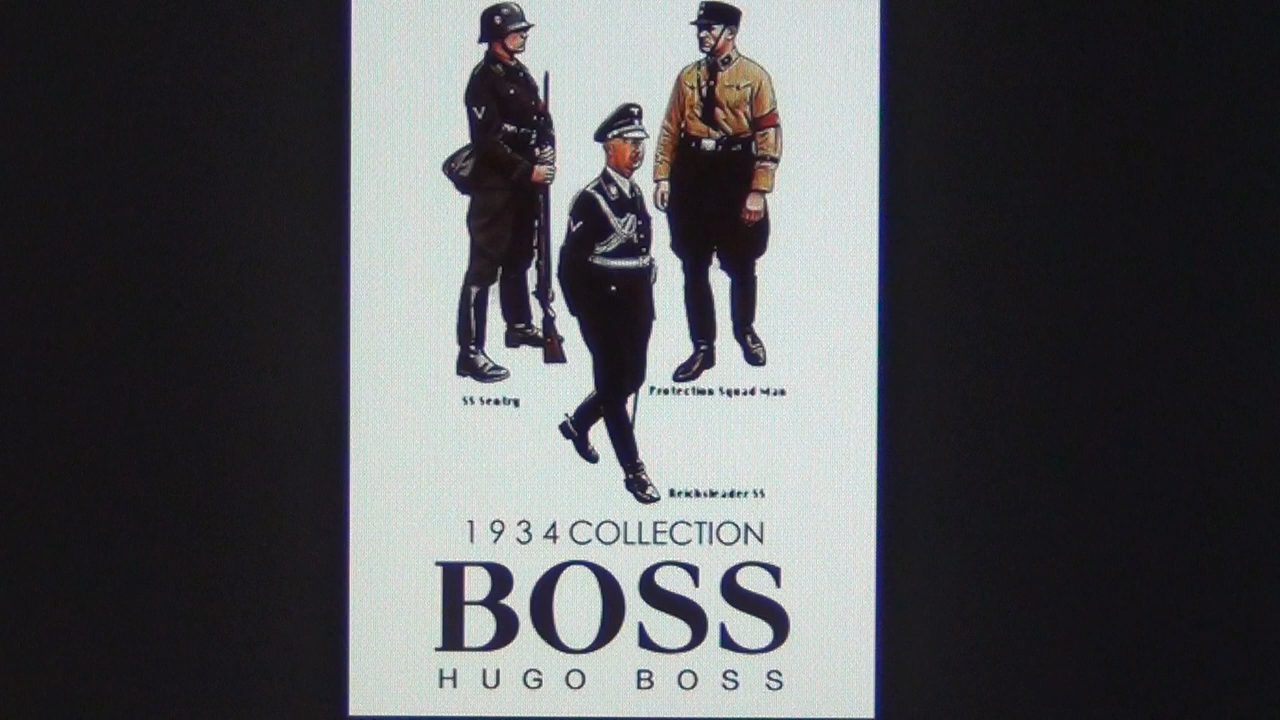 SS Sentry
Protection Squad Man
Reichsleader SS
1934 COLLECTION
BOSS
HUGO BOSS